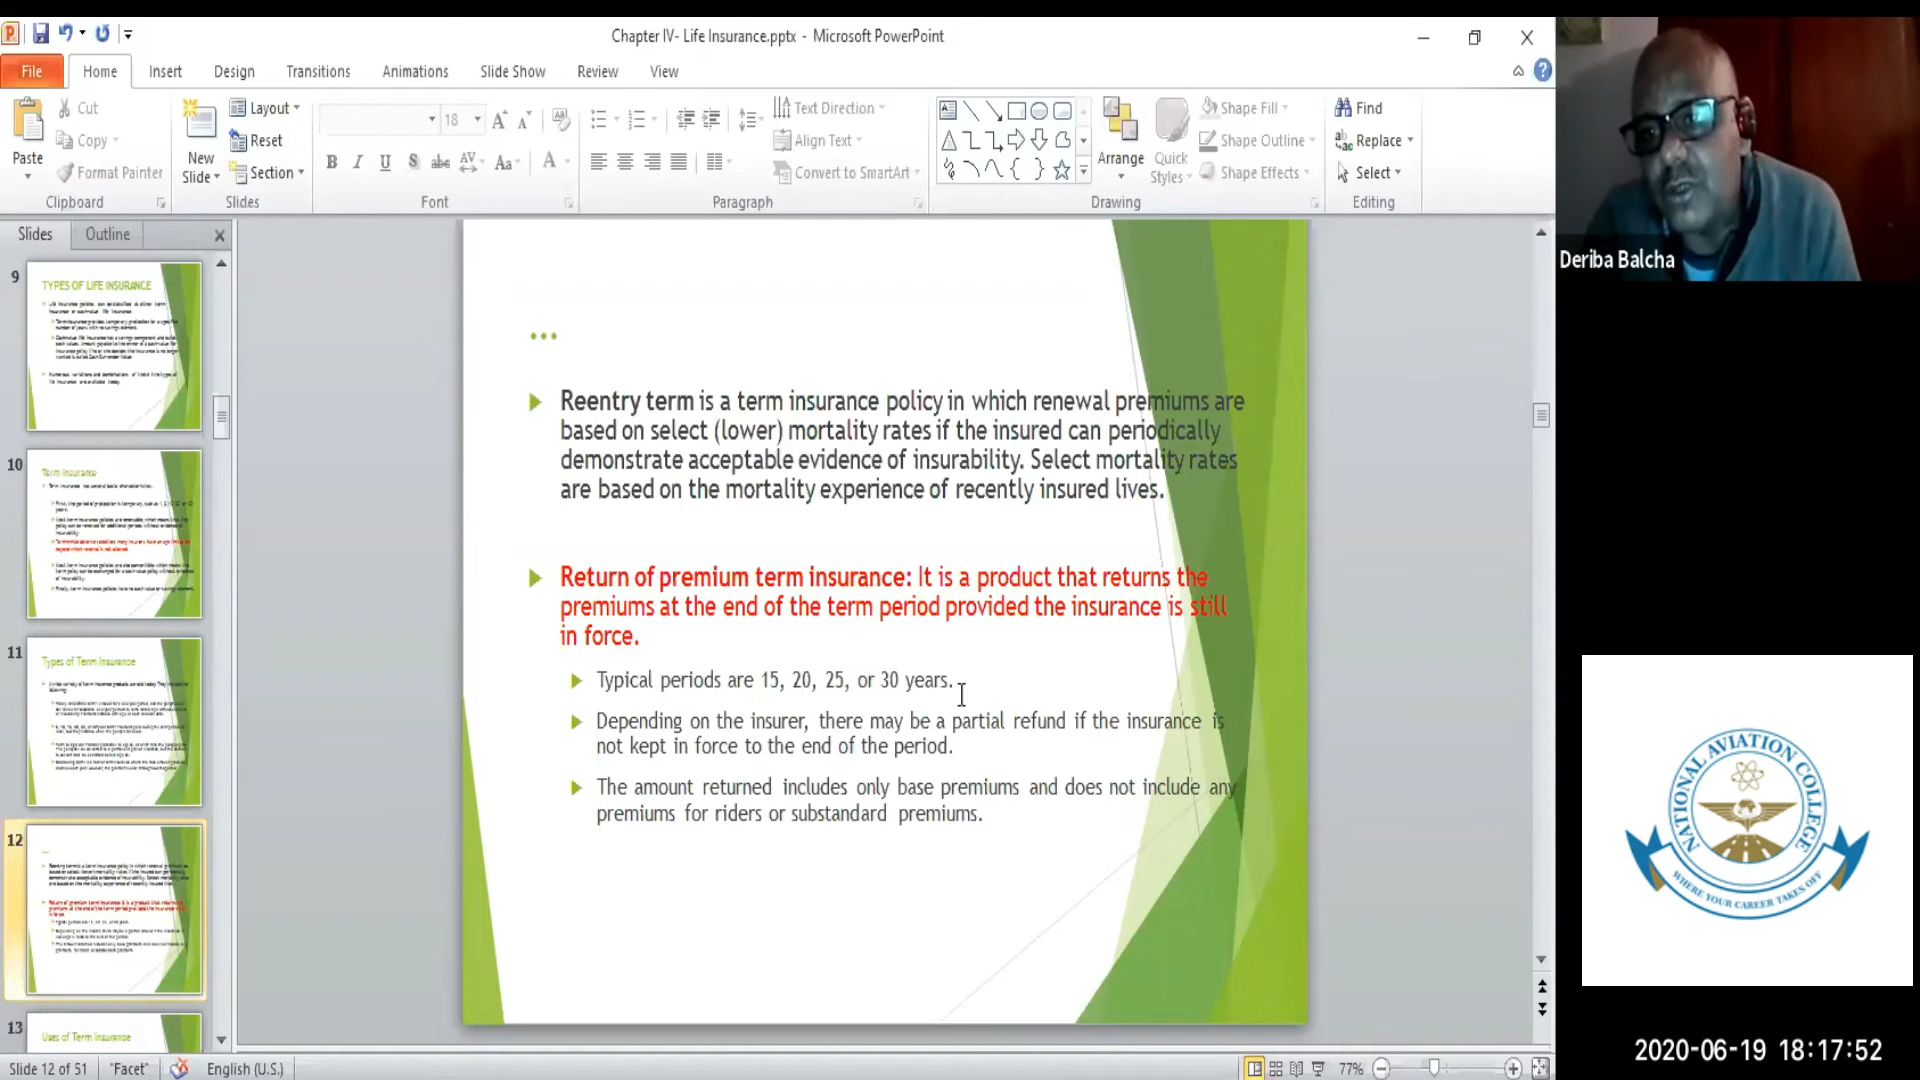 Chapter IV- Life Insurance.pptx - Microsoft PowerPoint
File
Home
Insert
Design
Transitions
Animations
Slide Show
Review
View
Paste
Cut
Copy
Format Painter
Clipboard
New
Slide
Layout
Reset
Section
Slides
18
Font
Text Direction
Align Text
Convert to SmartArt
Paragraph
Arrange
Quick
Styles
Shape Fill
Shape Outline
Shape Effects
Drawing
Find
Replace
Select
Editing
Slides
Outline
9
TYPES OF LIFE INSURANCE
10
Term Insurance
11
Types of Term Insurance
12
13
Uses of Term Insurance
...
Reentry term is a term insurance policy in which renewal premiums are
based on select (lower) mortality rates if the insured can periodically
demonstrate acceptable evidence of insurability. Select mortality rates
are based on the mortality experience of recently insured lives.
Return of premium term insurance: It is a product that returns the
premiums at the end of the term period provided the insurance is still
in force.
Typical periods are 15, 20, 25, or 30 years.
Depending on the insurer, there may be a partial refund if the insurance is
not kept in force to the end of the period.
The amount returned includes only base premiums and does not include any
premiums for riders or substandard premiums.
Slide 12 of 51
"Facet"
English (U.S.)
77%
Deriba Balcha
NATIONAL AVIATION COLLEGE
WHERE YOUR CAREER TAKES OFF
2020-06-19 18:17:52